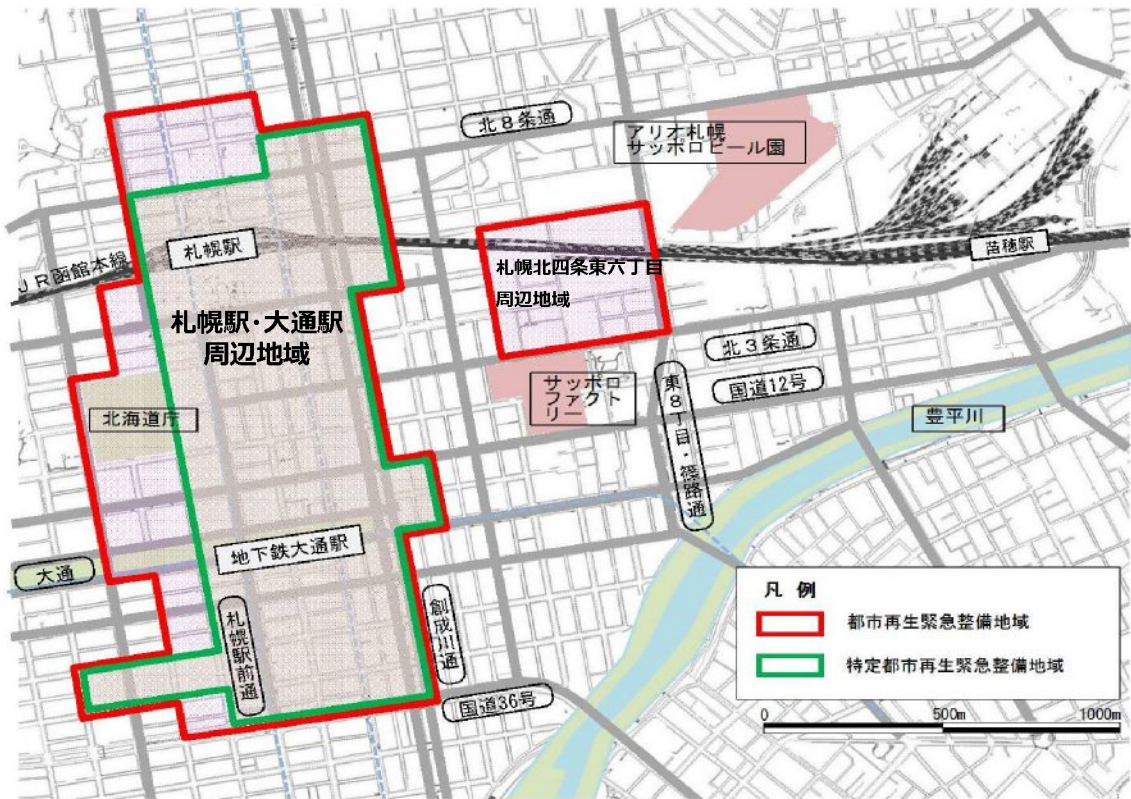 北8条通
アリオ札幌
サッポロビール園
札幌駅
JR函館本線
苗穂駅
札幌北四条東六丁目
周辺地域
札幌駅･大通駅
周辺地域
北3条通
国道12号
サッポロ
ファクト
リー
東8丁目・篠路通
北海道庁
豊平川
地下鉄大通駅
大通
札幌駅前通
創成川通
国道36号
凡 例
都市再生緊急整備地域
特定都市再生緊急整備地域
0 500m 1000m